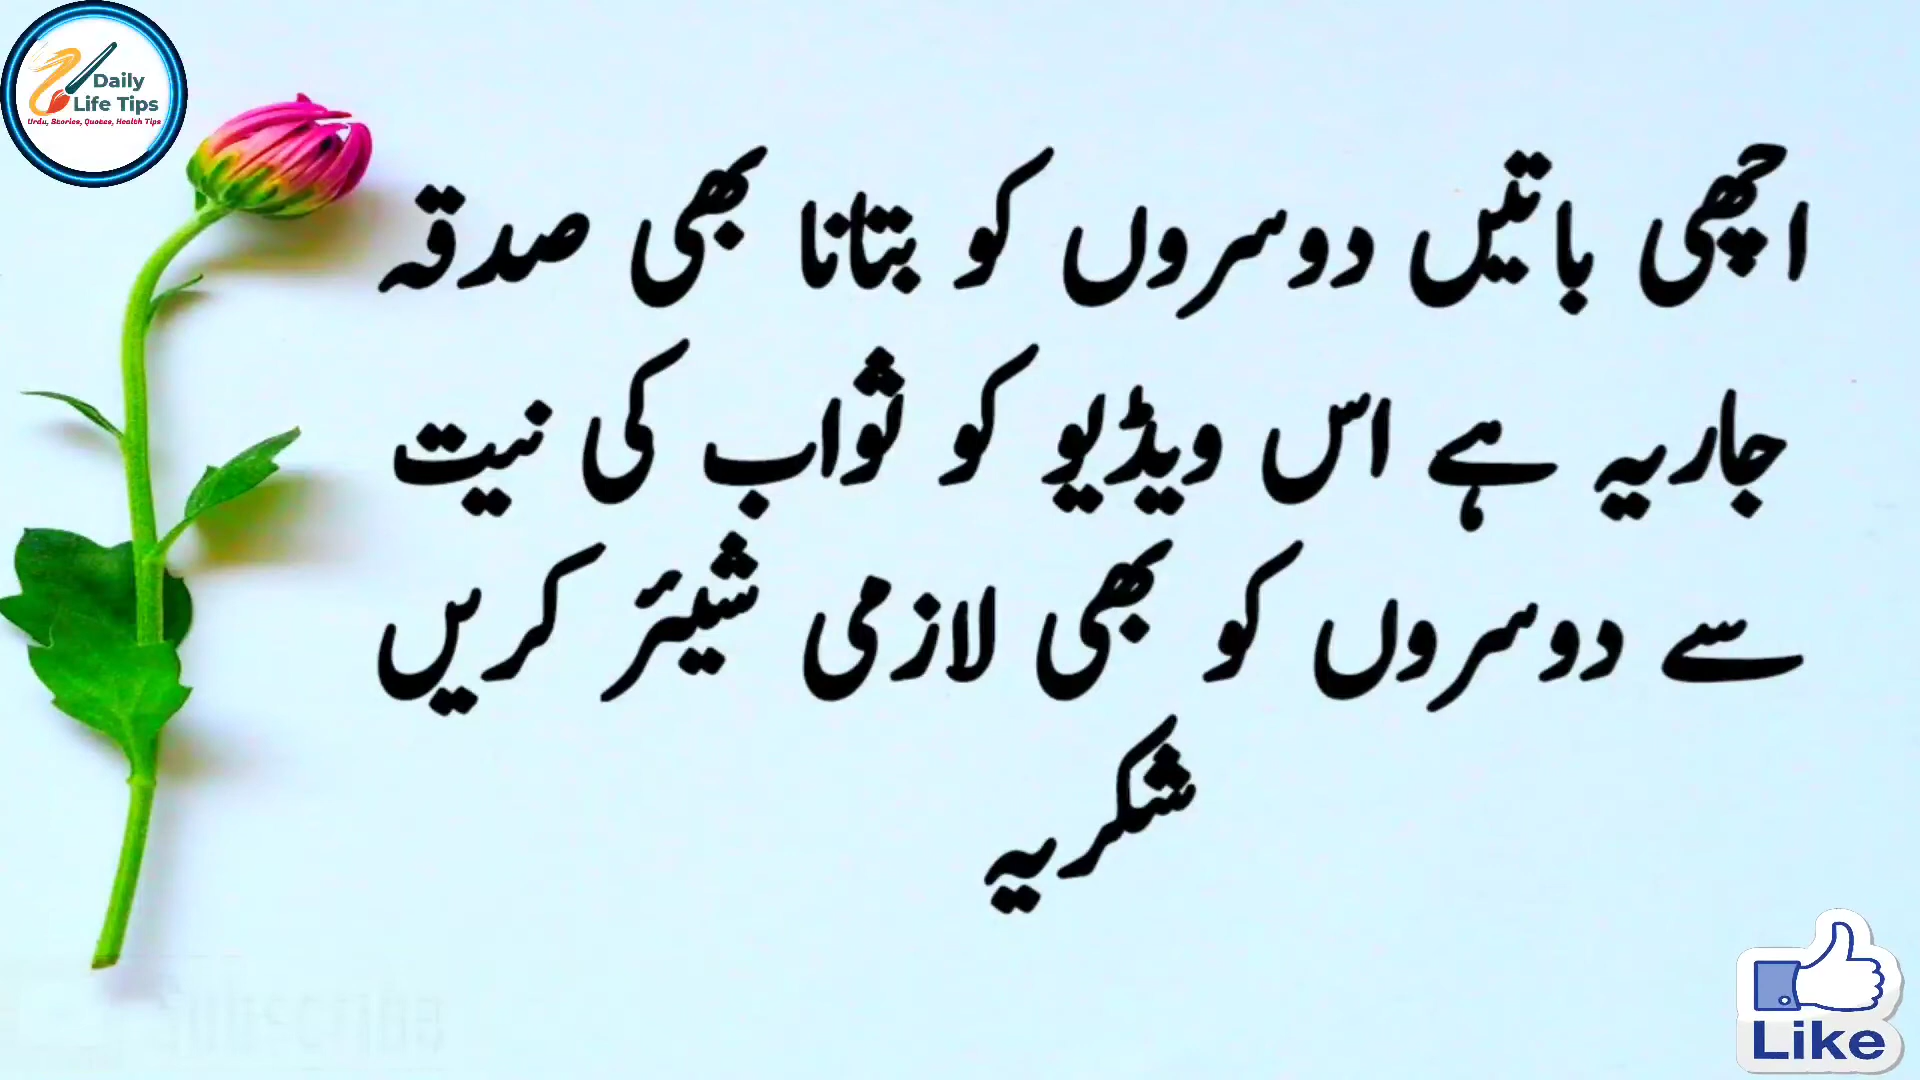 Daily
Life Tips
Urdu, Stories, Quotes, Health Tips
اچھی باتیں دوسروں کو بتانا بھی صدقہ
جاریہ ہے اس ویڈیو کو ثواب کی نیت
سے دوسروں کو بھی لازمی شیئر کریں
شکریہ
Subscribe
Like